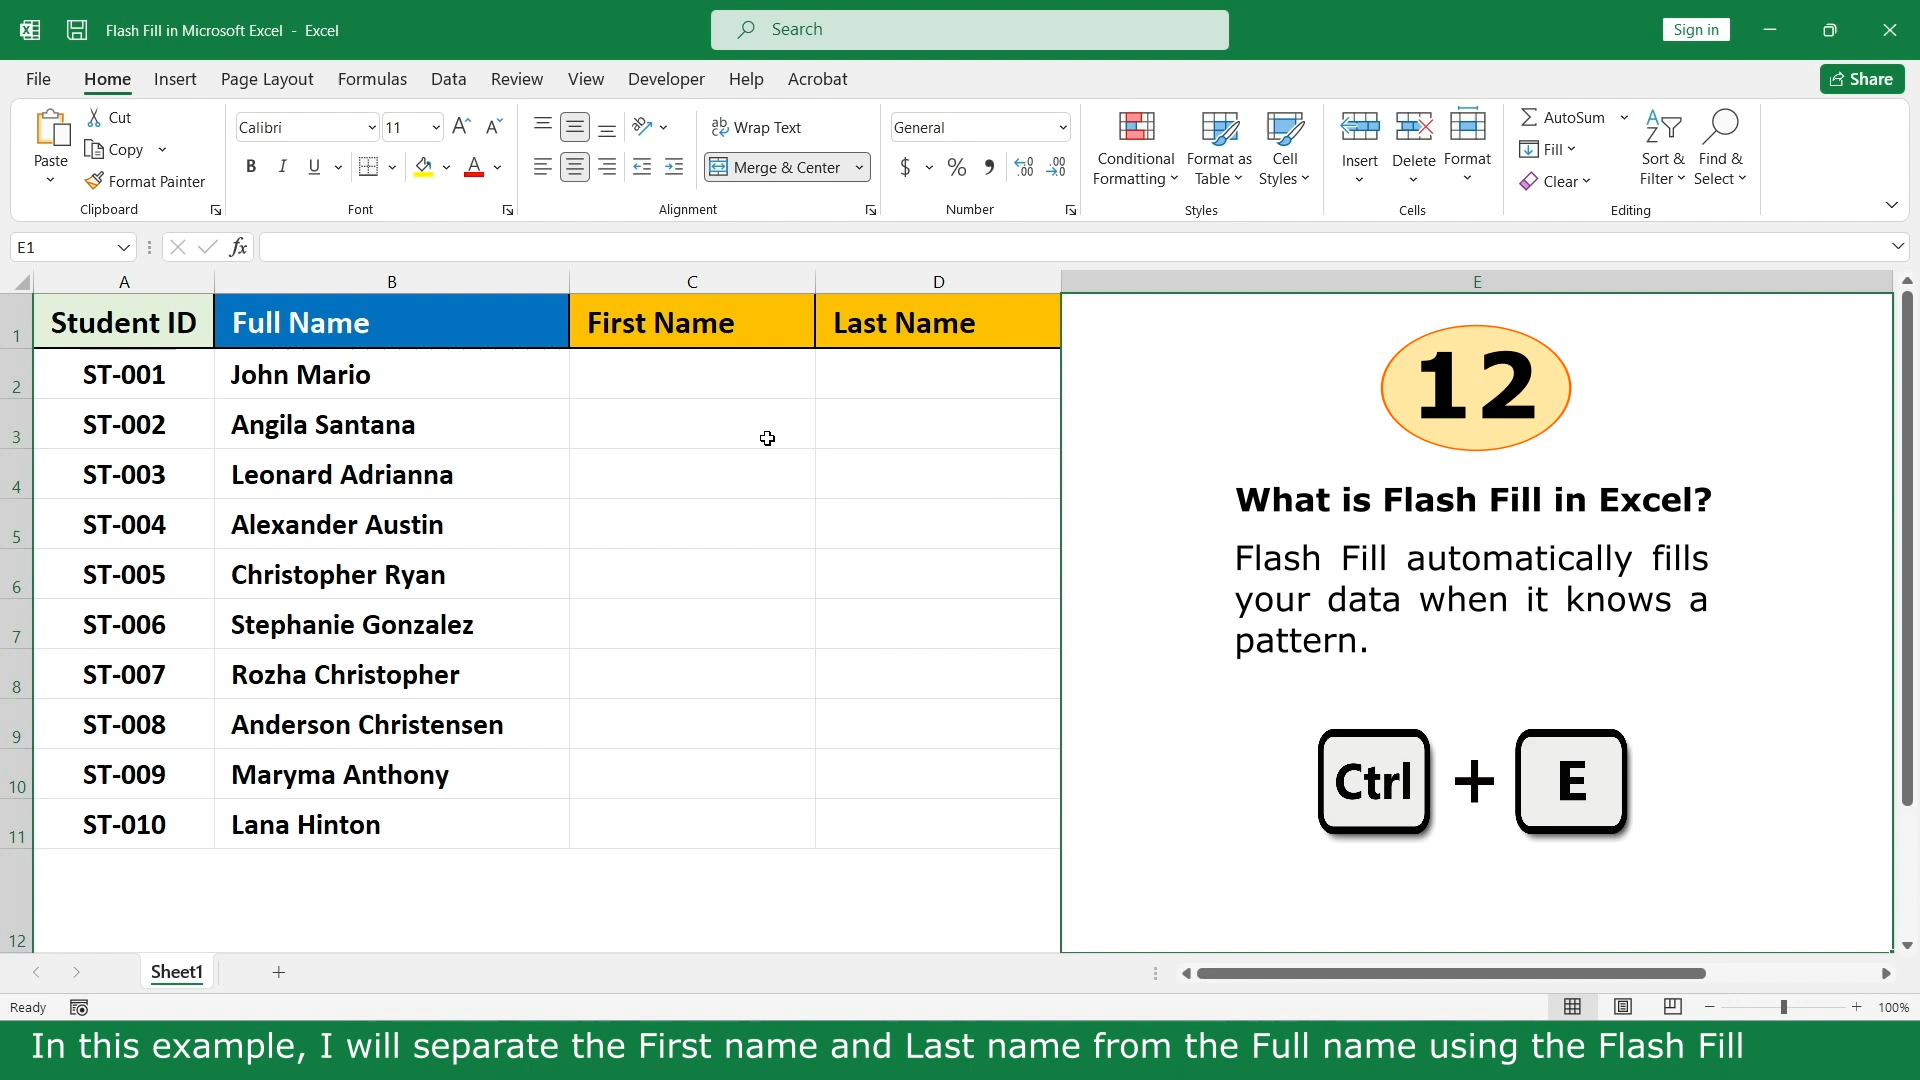 Flash Fill in Microsoft Excel - Excel
Search
Sign in
File Home Insert Page Layout Formulas Data Review View Developer Help Acrobat
Share
Paste
Cut
Copy
Format Painter
Clipboard
Calibri 11
B I U
Font
Wrap Text
Merge & Center
Alignment
General
$ % ,
Number
Conditional
Formatting
Format as
Table
Cell
Styles
Styles
Insert
Delete
Format
Cells
AutoSum
Fill
Clear
Sort &
Filter
Find &
Select
Editing
E1
fx
A B C D E
1 Student ID Full Name First Name Last Name
2 ST-001 John Mario
3 ST-002 Angila Santana
4 ST-003 Leonard Adrianna
5 ST-004 Alexander Austin
6 ST-005 Christopher Ryan
7 ST-006 Stephanie Gonzalez
8 ST-007 Rozha Christopher
9 ST-008 Anderson Christensen
10 ST-009 Maryma Anthony
11 ST-010 Lana Hinton
12
12
What is Flash Fill in Excel?
Flash Fill automatically fills
your data when it knows a
pattern.
Ctrl + E
Sheet1
Ready
100%
In this example, I will separate the First name and Last name from the Full name using the Flash Fill